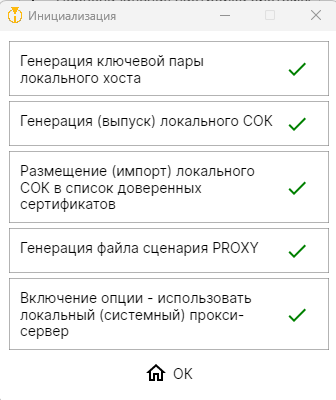 Инициализация
Генерация ключевой пары
локального хоста
Генерация (выпуск) локального СОК
Размещение (импорт) локального
СОК в список доверенных
сертификатов
Генерация файла сценария PROXY
Включение опции - использовать
локальный (системный) прокси-
сервер
OK